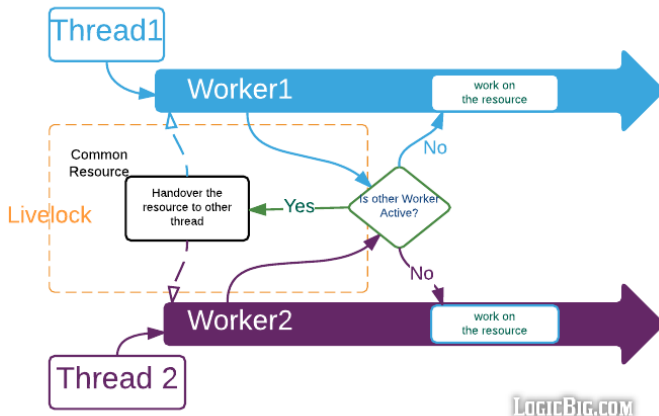 Thread1
Worker1
work on
the resource
No
Common
Resource
Handover the
resource to other
thread
Livelock
Yes
Is other Worker
Active?
No
Worker2
work on
the resource
Thread 2
LogicBig.com